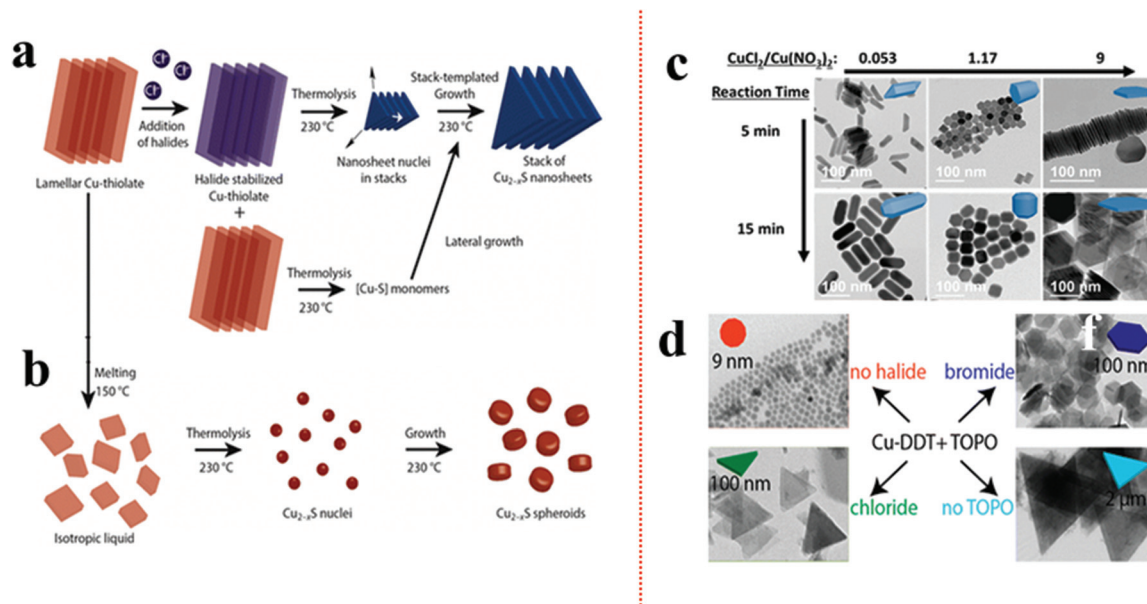 a
Cl⁻
Cl⁻
Cl⁻
Addition
of halides
Lamellar Cu-thiolate
Halide stabilized
Cu-thiolate
+
Thermolysis
230 °C
Nanosheet nuclei
in stacks
Stack-templated
Growth
230 °C
Stack of
Cu₂₋ₓS nanosheets
Lateral growth
Thermolysis
230 °C
[Cu-S] monomers
b
Melting
150 °C
Isotropic liquid
Thermolysis
230 °C
Cu₂₋ₓS nuclei
Growth
230 °C
Cu₂₋ₓS spheroids
c
CuCl₂/Cu(NO₃)₂: 0.053 1.17 9
Reaction Time
5 min
100 nm 100 nm 100 nm
15 min
100 nm 100 nm 100 nm
d
9 nm
no halide
bromide
f
100 nm
Cu-DDT+ TOPO
100 nm
chloride
no TOPO
2 μm